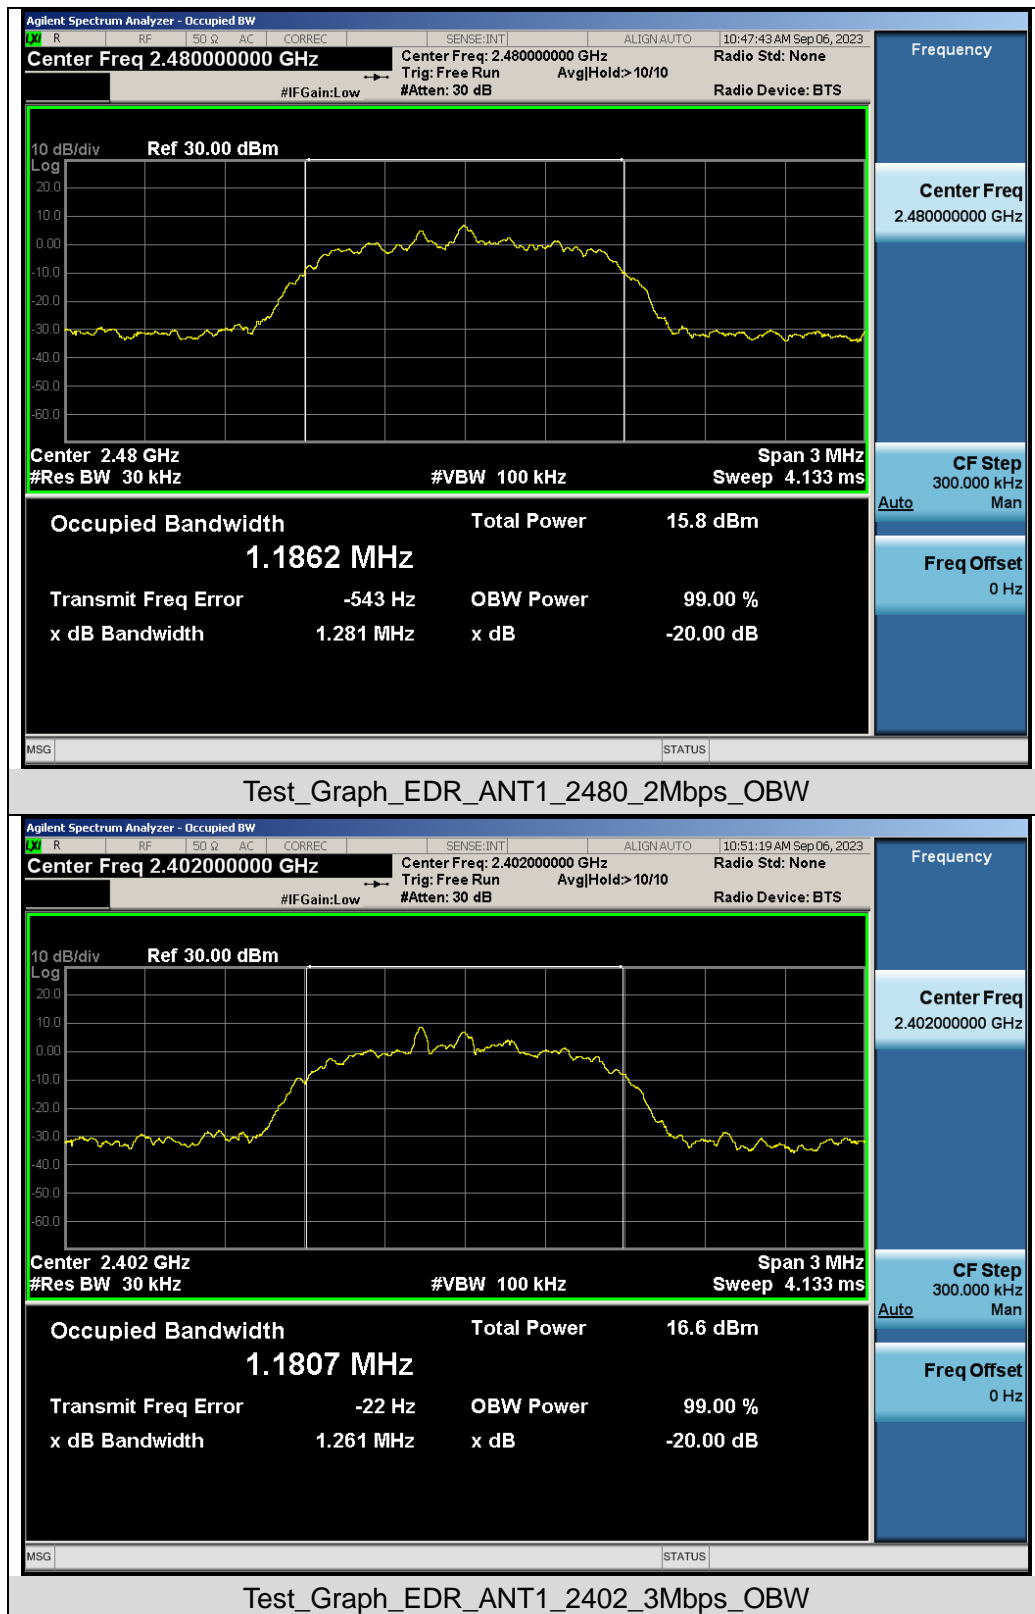 Agilent Spectrum Analyzer - Occupied BW
LXI R RF 50 Ω AC CORREC SENSE:INT ALIGN AUTO 10:47:43 AM Sep 06, 2023
Center Freq 2.480000000 GHz
Center Freq: 2.480000000 GHz
Radio Std: None
Trig: Free Run Avg|Hold:> 10/10
#IFGain:Low #Atten: 30 dB Radio Device: BTS
Frequency
10 dB/div Ref 30.00 dBm
Log
20.0
10.0
0.00
-10.0
-20.0
-30.0
-40.0
-50.0
-60.0
Center Freq
2.480000000 GHz
Center 2.48 GHz Span 3 MHz
#Res BW 30 kHz #VBW 100 kHz Sweep 4.133 ms
CF Step
300.000 kHz
Auto Man
Occupied Bandwidth Total Power 15.8 dBm
1.1862 MHz
Transmit Freq Error -543 Hz OBW Power 99.00 %
x dB Bandwidth 1.281 MHz x dB -20.00 dB
Freq Offset
0 Hz
MSG STATUS
Test_Graph_EDR_ANT1_2480_2Mbps_OBW
Agilent Spectrum Analyzer - Occupied BW
LXI R RF 50 Ω AC CORREC SENSE:INT ALIGN AUTO 10:51:19 AM Sep 06, 2023
Center Freq 2.402000000 GHz
Center Freq: 2.402000000 GHz
Radio Std: None
Trig: Free Run Avg|Hold:> 10/10
#IFGain:Low #Atten: 30 dB Radio Device: BTS
Frequency
10 dB/div Ref 30.00 dBm
Log
20.0
10.0
0.00
-10.0
-20.0
-30.0
-40.0
-50.0
-60.0
Center Freq
2.402000000 GHz
Center 2.402 GHz Span 3 MHz
#Res BW 30 kHz #VBW 100 kHz Sweep 4.133 ms
CF Step
300.000 kHz
Auto Man
Occupied Bandwidth Total Power 16.6 dBm
1.1807 MHz
Transmit Freq Error -22 Hz OBW Power 99.00 %
x dB Bandwidth 1.261 MHz x dB -20.00 dB
Freq Offset
0 Hz
MSG STATUS
Test_Graph_EDR_ANT1_2402_3Mbps_OBW